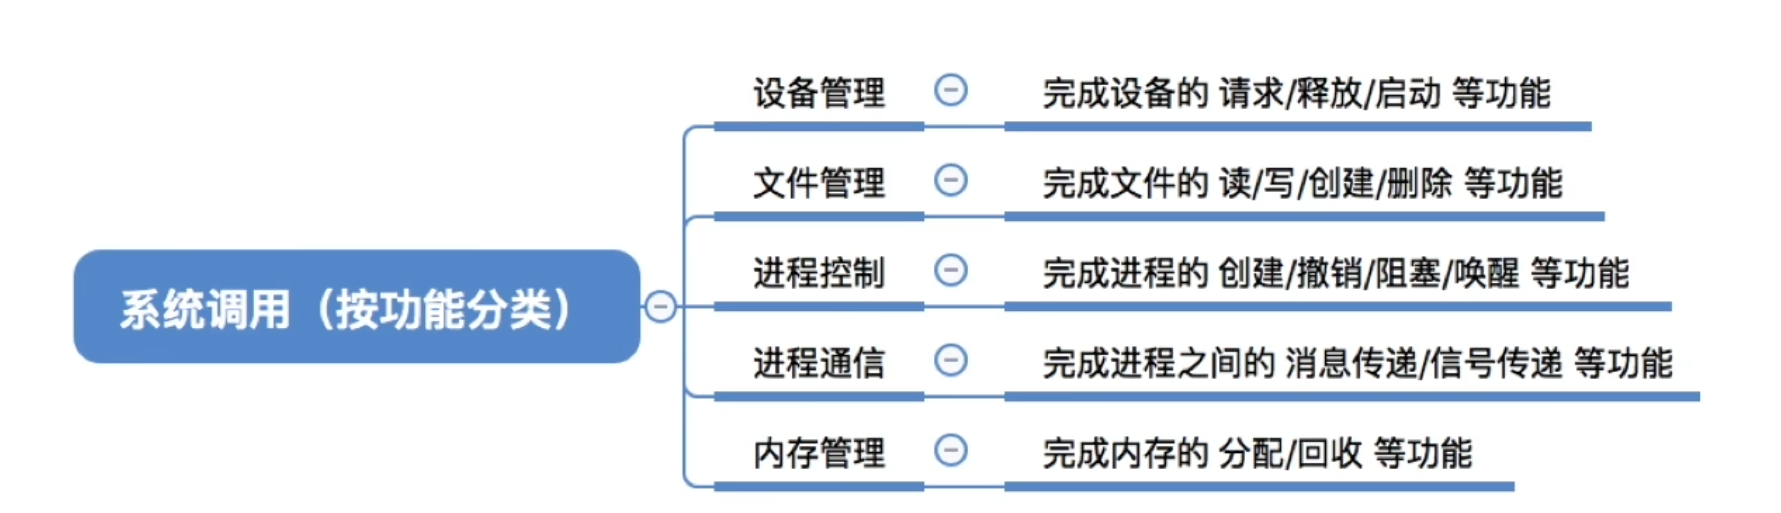 设备管理 完成设备的 请求/释放/启动 等功能
文件管理 完成文件的 读/写/创建/删除 等功能
进程控制 完成进程的 创建/撤销/阻塞/唤醒 等功能
系统调用（按功能分类）
进程通信 完成进程之间的 消息传递/信号传递 等功能
内存管理 完成内存的 分配/回收 等功能